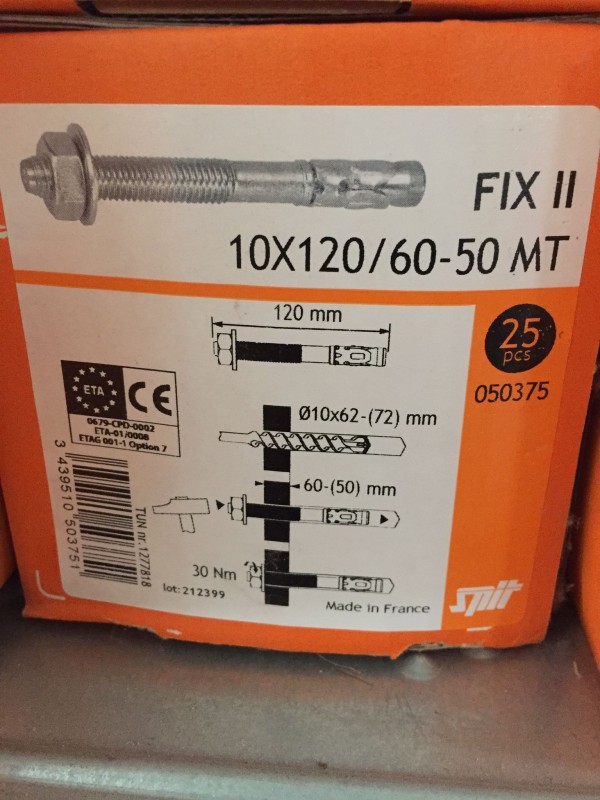 FIX II
10X120/60-50 MT
120 mm
25
pcs
050375
ETA
CE
0679-CPD-0002
ETA-01/0008
ETAG 001-1 Option 7
Ø10x62-(72) mm
60-(50) mm
30 Nm
3 439510 503751
TUN nr.1277818
lot:212399
Made in France
Spit